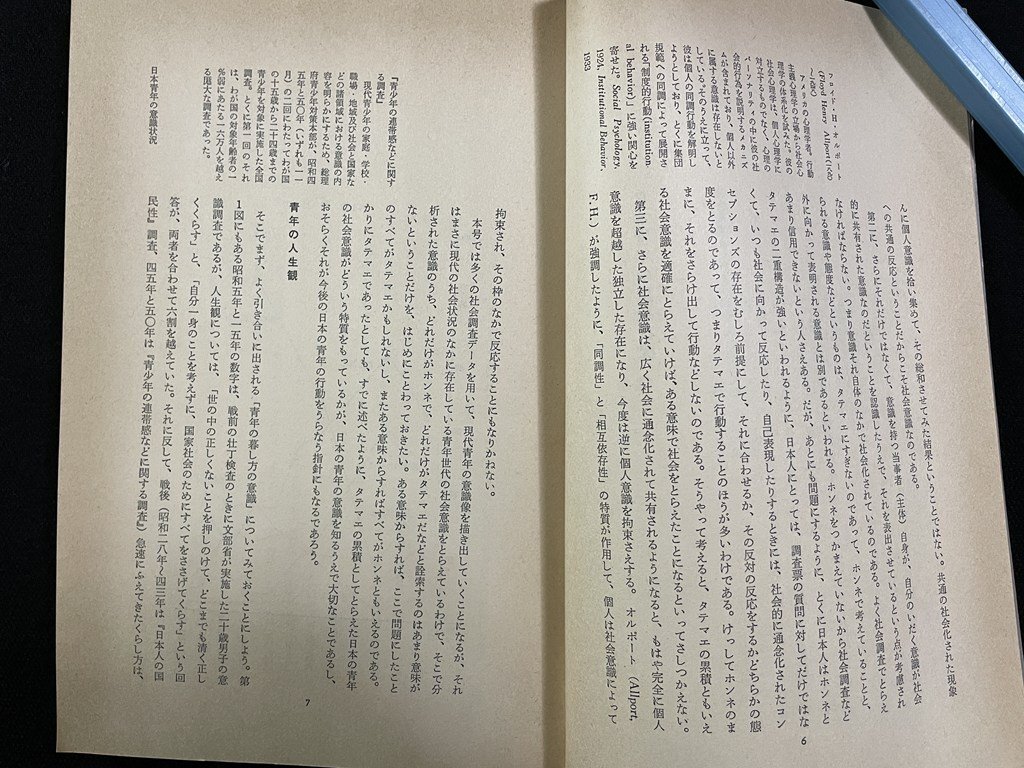 んに個人意識を拾い集めて、その総和させてみた結果ということではない。共通の社会化された現象
への共通の反応ということだからこそ社会意識なのである。
第二に、さらにそれだけではなくて、意識を持つ当事者（主体）自身が、自分のいだく意識が社会
的に共有された意識なのだということを認識したうえで、それを表出させているという点が考慮され
なければならない。つまり意識それ自体のなかで社会化されているのである。よく社会調査でとらえ
られる意識や態度などというものは、タテマエにすぎないのであって、ホンネで考えていることと、
外に向かって表明される意識とは別であるといわれる。ホンネをつかまえていないから社会調査など
あまり信用できないという人さえある。だが、あとにも問題にするように、とくに日本人はホンネと
タテマエの二重構造が強いといわれるように、日本人にとっては、調査票の質問に対してだけではな
くて、いつも社会に向かって反応したり、自己表現したりするときには、社会的に通念化されたコン
セプションズの存在をむしろ前提にして、それに合わせるか、その反対の反応をするかどちらかの態
度をとるのであって、つまりタテマエで行動することのほうが多いわけである。けっしてホンネのま
まに、それをさらけ出して行動などしないのである。そうやって考えると、タテマエの累積ともいえ
る社会意識を適確にとらえていけば、ある意味で社会をとらえたことになるといってさしつかえない。
第三に、さらに社会意識は、広く社会に通念化されて共有されるようになると、もはや完全に個人
意識を超越した独立した存在になり、今度は逆に個人意識を拘束さえする。オルポート（Allport,
F. H.）が強調したように、「同調性」と「相互依存性」の特質が作用して、個人は社会意識によって
フロイド・H・オルポート
(Floyd Henry Allport)
アメリカの心理学者。行動
主義心理学の立場から社会心
理学の体系化を試みた。彼の
社会心理学は、個人心理学に
対立するものでなく、心理の
パーソナリティの中に彼の社
会的行為を説明するメカニズ
ムが含まれており、個人以外
に属する意識は存在しないと
している。そのうえに立って、
彼は個人の同調行動を解明し
ようとしており、とくに集団
規範への同調によって展開さ
れる「制度的行動(institution
al behavior)」に強い関心を
寄せた。Social Psychology,
1924, Institutional Behavior,
1933
6
拘束され、その枠のなかで反応することにもなりかねない。
本号では多くの社会調査データを用いて、現代青年の意識像を描き出していくことになるが、それ
はまさに現代の社会状況のなかに存在している青年世代の社会意識をとらえているわけで、そこで分
析された意識のうち、どれだけがホンネで、どれだけがタテマエだなどと詮索するのはあまり意味が
ないということだけを、はじめにことわっておきたい。ある意味からすれば、ここで問題にしたこと
のすべてがタテマエかもしれないし、またある意味からすればすべてがホンネともいえるのである。
かりにタテマエであったとしても、すでに述べたように、タテマエの累積としてとらえた日本の青年
の社会意識がどういう特質をもっているかが、日本の青年の意識を知るうえで大切なことであるし、
おそらくそれが今後の日本の青年の行動をうらなう指針にもなるであろう。
青年の人生観
そこでまず、よく引き合いに出される「青年の暮し方の意識」についてみておくことにしよう。第
1図にもある昭和五年と一五年の数字は、戦前の壮丁検査のときに文部省が実施した二十歳男子の意
識調査であるが、人生観については、「世の中の正しくないことを押しのけて、どこまでも清く正し
くくらす」と、「自分一身のことを考えずに、国家社会のためにすべてをささげてくらす」という回
答が、両者を合わせて六割を越えていた。それに反して、戦後（昭和二八年〜四三年は『日本人の国
民性』調査、四五年と五〇年は『青少年の連帯感などに関する調査』）急速にふえてきたくらし方は、
『青少年の連帯感などに関す
る調査』
現代青少年の家庭・学校・
職場・地域及び社会と国家な
どの諸領域における意識の内
容を明らかにするため、総理
府青少年対策本部が、昭和四
五年と五〇年（いずれも一一
月）の二回にわたってわが国
の十五歳から二十四歳までの
青少年を対象に実施した全国
調査。とくに第一回のそれ
は、わが国の対象年齢者の一
%弱にあたる一六万人を越え
る厖大な調査であった。
日本青年の意識状況
7